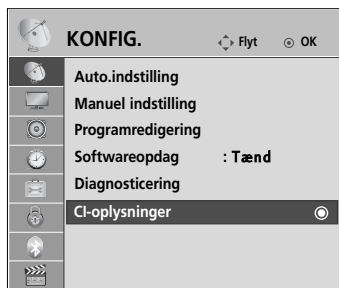 KONFIG. Flyt OK
Auto.indstilling
Manuel indstilling
Programredigering
Softwareopdag : Tænd
Diagnosticering
CI-oplysninger